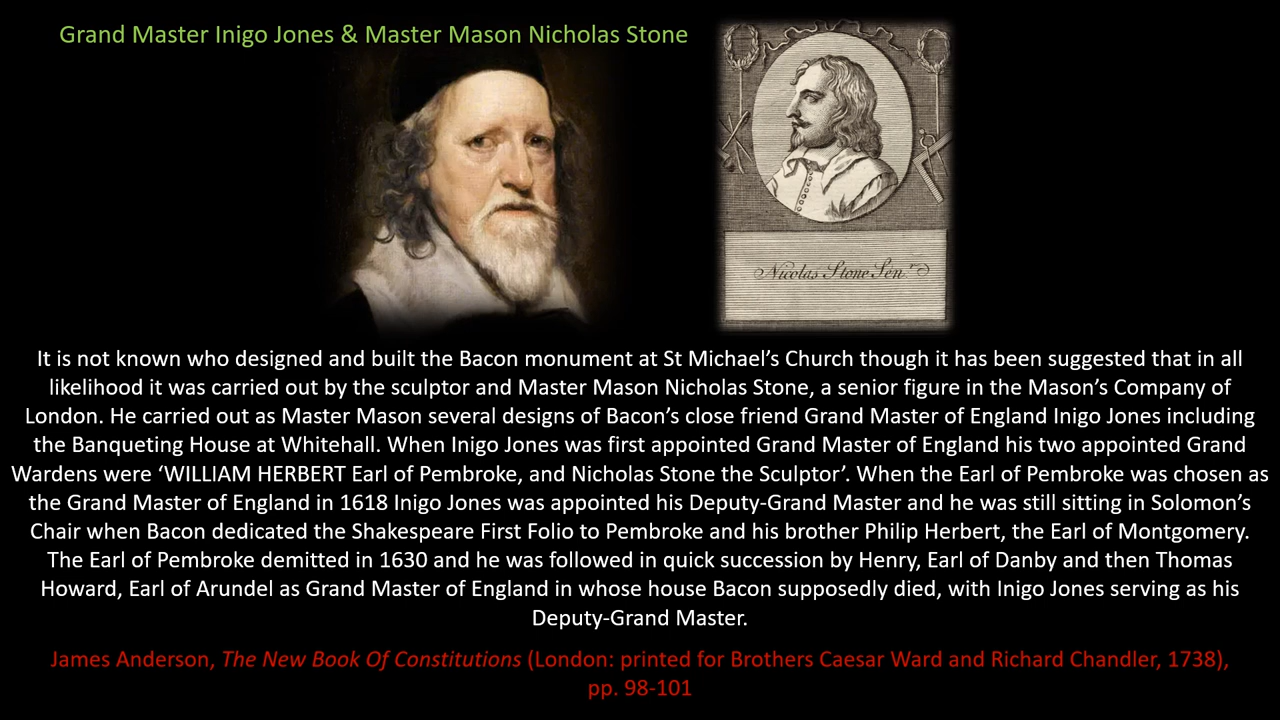 Grand Master Inigo Jones & Master Mason Nicholas Stone
Nicolas Stone Senr
It is not known who designed and built the Bacon monument at St Michael’s Church though it has been suggested that in all
likelihood it was carried out by the sculptor and Master Mason Nicholas Stone, a senior figure in the Mason’s Company of
London. He carried out as Master Mason several designs of Bacon’s close friend Grand Master of England Inigo Jones including
the Banqueting House at Whitehall. When Inigo Jones was first appointed Grand Master of England his two appointed Grand
Wardens were ‘WILLIAM HERBERT Earl of Pembroke, and Nicholas Stone the Sculptor’. When the Earl of Pembroke was chosen as
the Grand Master of England in 1618 Inigo Jones was appointed his Deputy-Grand Master and he was still sitting in Solomon’s
Chair when Bacon dedicated the Shakespeare First Folio to Pembroke and his brother Philip Herbert, the Earl of Montgomery.
The Earl of Pembroke demitted in 1630 and he was followed in quick succession by Henry, Earl of Danby and then Thomas
Howard, Earl of Arundel as Grand Master of England in whose house Bacon supposedly died, with Inigo Jones serving as his
Deputy-Grand Master.
James Anderson, The New Book Of Constitutions (London: printed for Brothers Caesar Ward and Richard Chandler, 1738),
pp. 98-101